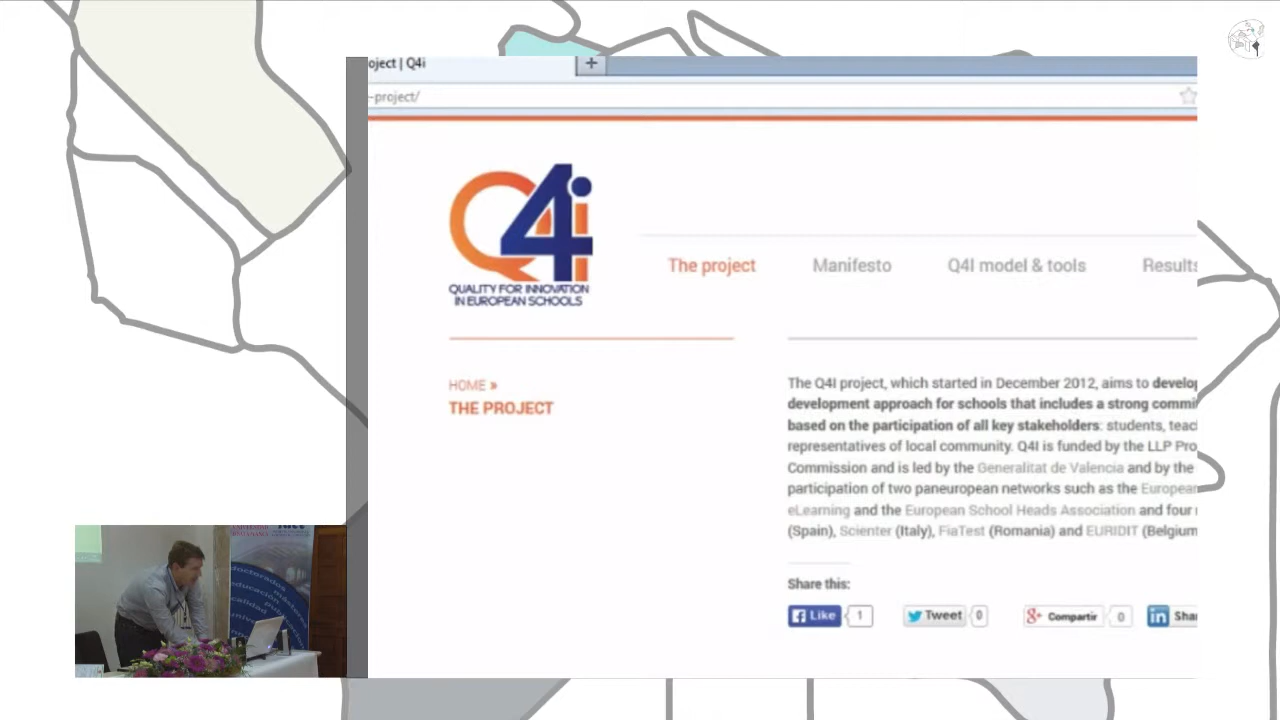 oject | Q4i
-project/
Q4i
QUALITY FOR INNOVATION
IN EUROPEAN SCHOOLS
The project
Manifesto
Q4I model & tools
Results
HOME »
THE PROJECT
The Q4I project, which started in December 2012, aims to develop
development approach for schools that includes a strong commi
based on the participation of all key stakeholders: students, teac
representatives of local community. Q4I is funded by the LLP Pro
Commission and is led by the Generalitat de Valencia and by the
participation of two paneuropean networks such as the European
eLearning and the European School Heads Association and four
(Spain), Scienter (Italy), FiaTest (Romania) and EURIDIT (Belgium
Share this:
Like 1
Tweet 0
Compartir 0
in Shar
doctorados
educación
calidad